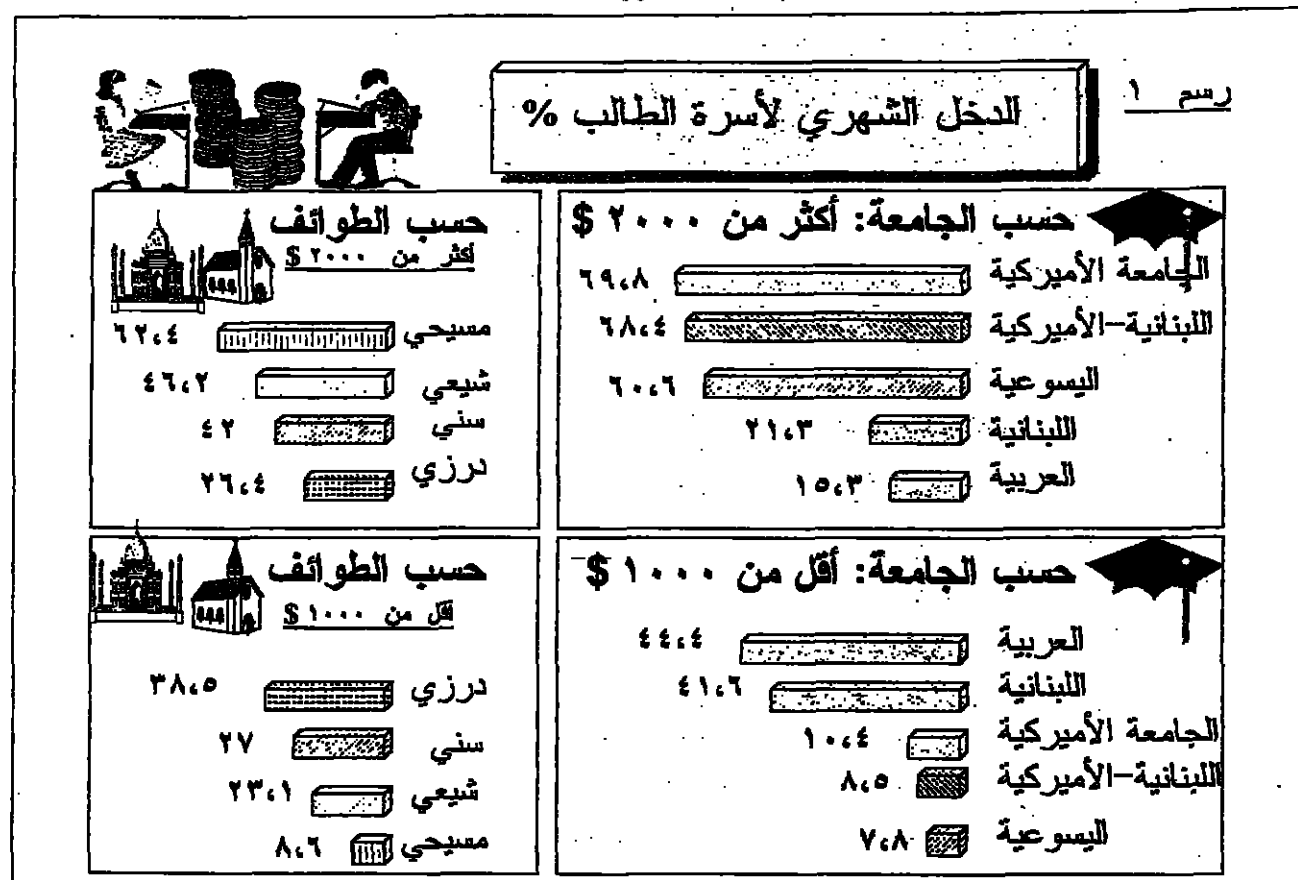 رسم ١
الدخل الشهري لأسرة الطالب %
حسب الجامعة: أكثر من ٢٠٠٠ $
الجامعة الأميركية ٦٩،٨
اللبنانية-الأميركية ٦٨،٤
اليسوعية ٦٠،٦
اللبنانية ٢١،٣
العربية ١٥،٣
حسب الطوائف
أكثر من ٢٠٠٠ $
مسيحي ٦٢،٤
شيعي ٤٦،٢
سني ٤٢
درزي ٢٦،٤
حسب الجامعة: أقل من ١٠٠٠ $
العربية ٤٤،٤
اللبنانية ٤١،٦
الجامعة الأميركية ١٠،٤
اللبنانية-الأميركية ٨،٥
اليسوعية ٧،٨
حسب الطوائف
أقل من ١٠٠٠ $
درزي ٣٨،٥
سني ٢٧
شيعي ٢٣،١
مسيحي ٨،٦